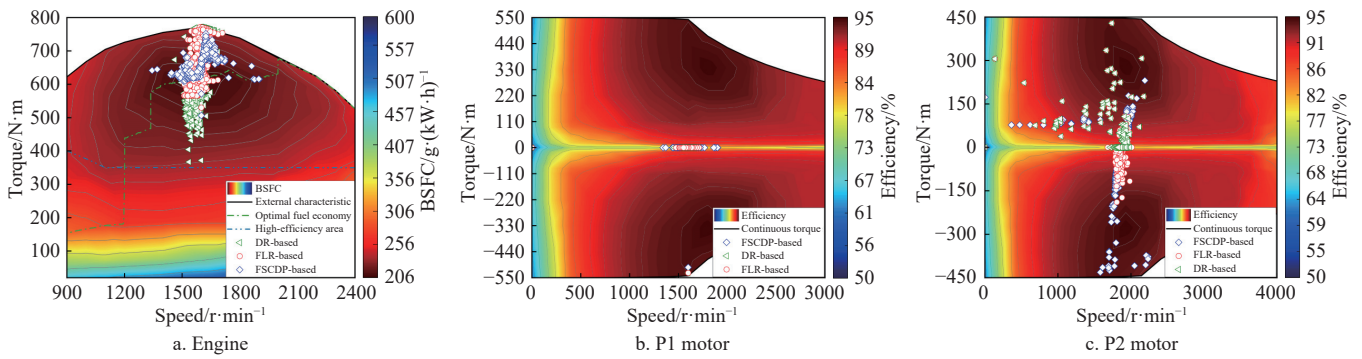 800
700
600
500
400
300
200
100
Torque/N·m
900
1200
1500
1800
2100
2400
Speed/r·min⁻¹
BSFC
External characteristic
Optimal fuel economy
High-efficiency area
DR-based
FLR-based
FSCDP-based
600
557
507
457
406
356
306
256
206
BSFC/g·(kW·h)⁻¹
a. Engine
550
440
330
220
110
0
−110
−220
−330
−440
−550
Torque/N·m
0
500
1000
1500
2000
2500
3000
Speed/r·min⁻¹
Efficiency
Continuous torque
FSCDP-based
DR-based
FLR-based
95
89
83
78
72
67
61
56
50
Efficiency/%
b. P1 motor
450
300
150
0
−150
−300
−450
Torque/N·m
0
1000
2000
3000
4000
Speed/r·min⁻¹
Efficiency
Continuous torque
FSCDP-based
FLR-based
DR-based
95
91
86
82
77
73
68
64
59
50
Efficiency/%
c. P2 motor